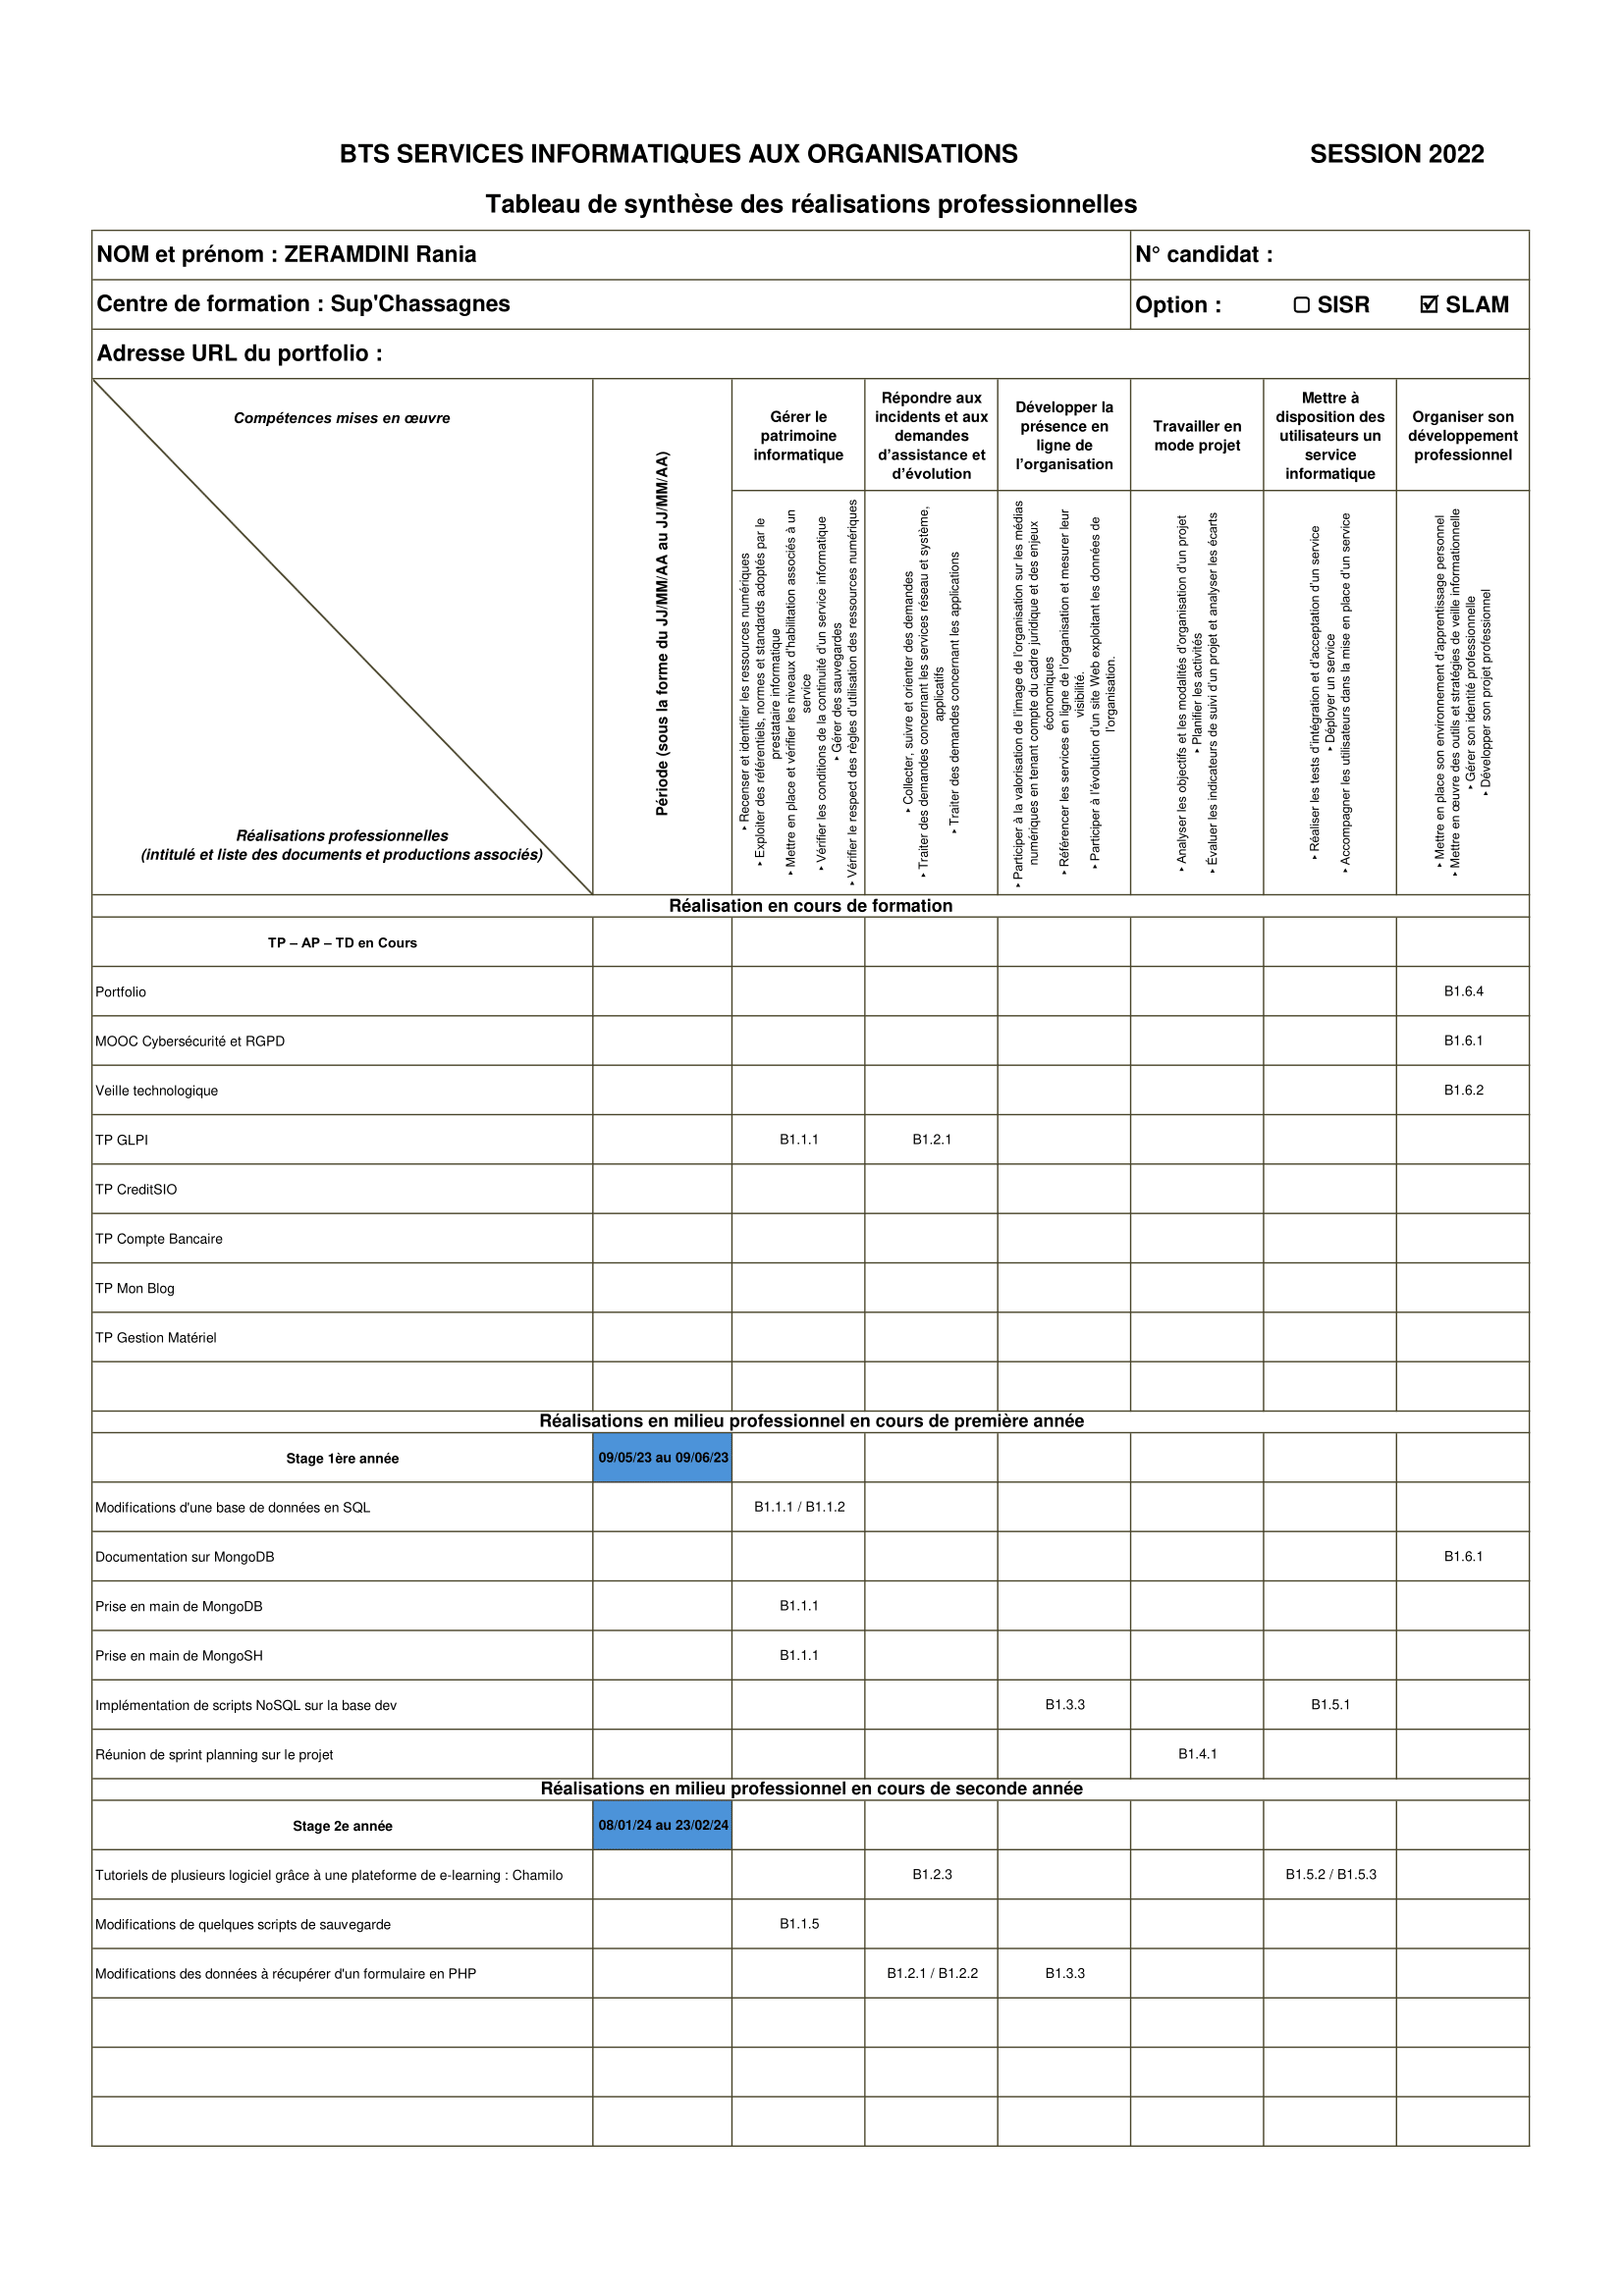 BTS SERVICES INFORMATIQUES AUX ORGANISATIONS SESSION 2022
Tableau de synthèse des réalisations professionnelles
NOM et prénom : ZERAMDINI Rania N° candidat :
Centre de formation : Sup'Chassagnes Option : ☐ SISR ☑ SLAM
Adresse URL du portfolio :
Compétences mises en œuvre
Réalisations professionnelles
(intitulé et liste des documents et productions associés)
Période (sous la forme du JJ/MM/AA au JJ/MM/AA)
Gérer le
patrimoine
informatique
Répondre aux
incidents et aux
demandes
d’assistance et
d’évolution
Développer la
présence en
ligne de
l’organisation
Travailler en
mode projet
Mettre à
disposition des
utilisateurs un
service
informatique
Organiser son
développement
professionnel
‣ Recenser et identifier les ressources numériques
‣ Exploiter des référentiels, normes et standards adoptés par le
prestataire informatique
‣ Mettre en place et vérifier les niveaux d’habilitation associés à un
service
‣ Vérifier les conditions de la continuité d’un service informatique
‣ Gérer des sauvegardes
‣ Vérifier le respect des règles d’utilisation des ressources numériques
‣ Collecter, suivre et orienter des demandes
‣ Traiter des demandes concernant les services réseau et système,
applicatifs
‣ Traiter des demandes concernant les applications
‣ Participer à la valorisation de l’image de l’organisation sur les médias
numériques en tenant compte du cadre juridique et des enjeux
économiques
‣ Référencer les services en ligne de l’organisation et mesurer leur
visibilité.
‣ Participer à l’évolution d’un site Web exploitant les données de
l’organisation.
‣ Analyser les objectifs et les modalités d’organisation d’un projet
‣ Planifier les activités
‣ Évaluer les indicateurs de suivi d’un projet et analyser les écarts
‣ Réaliser les tests d’intégration et d’acceptation d’un service
‣ Déployer un service
‣ Accompagner les utilisateurs dans la mise en place d’un service
‣ Mettre en place son environnement d’apprentissage personnel
‣ Mettre en œuvre des outils et stratégies de veille informationnelle
‣ Gérer son identité professionnelle
‣ Développer son projet professionnel
Réalisation en cours de formation
TP – AP – TD en Cours
Portfolio B1.6.4
MOOC Cybersécurité et RGPD B1.6.1
Veille technologique B1.6.2
TP GLPI B1.1.1 B1.2.1
TP CreditSIO
TP Compte Bancaire
TP Mon Blog
TP Gestion Matériel
Réalisations en milieu professionnel en cours de première année
Stage 1ère année 09/05/23 au 09/06/23
Modifications d'une base de données en SQL B1.1.1 / B1.1.2
Documentation sur MongoDB B1.6.1
Prise en main de MongoDB B1.1.1
Prise en main de MongoSH B1.1.1
Implémentation de scripts NoSQL sur la base dev B1.3.3 B1.5.1
Réunion de sprint planning sur le projet B1.4.1
Réalisations en milieu professionnel en cours de seconde année
Stage 2e année 08/01/24 au 23/02/24
Tutoriels de plusieurs logiciel grâce à une plateforme de e-learning : Chamilo B1.2.3 B1.5.2 / B1.5.3
Modifications de quelques scripts de sauvegarde B1.1.5
Modifications des données à récupérer d'un formulaire en PHP B1.2.1 / B1.2.2 B1.3.3